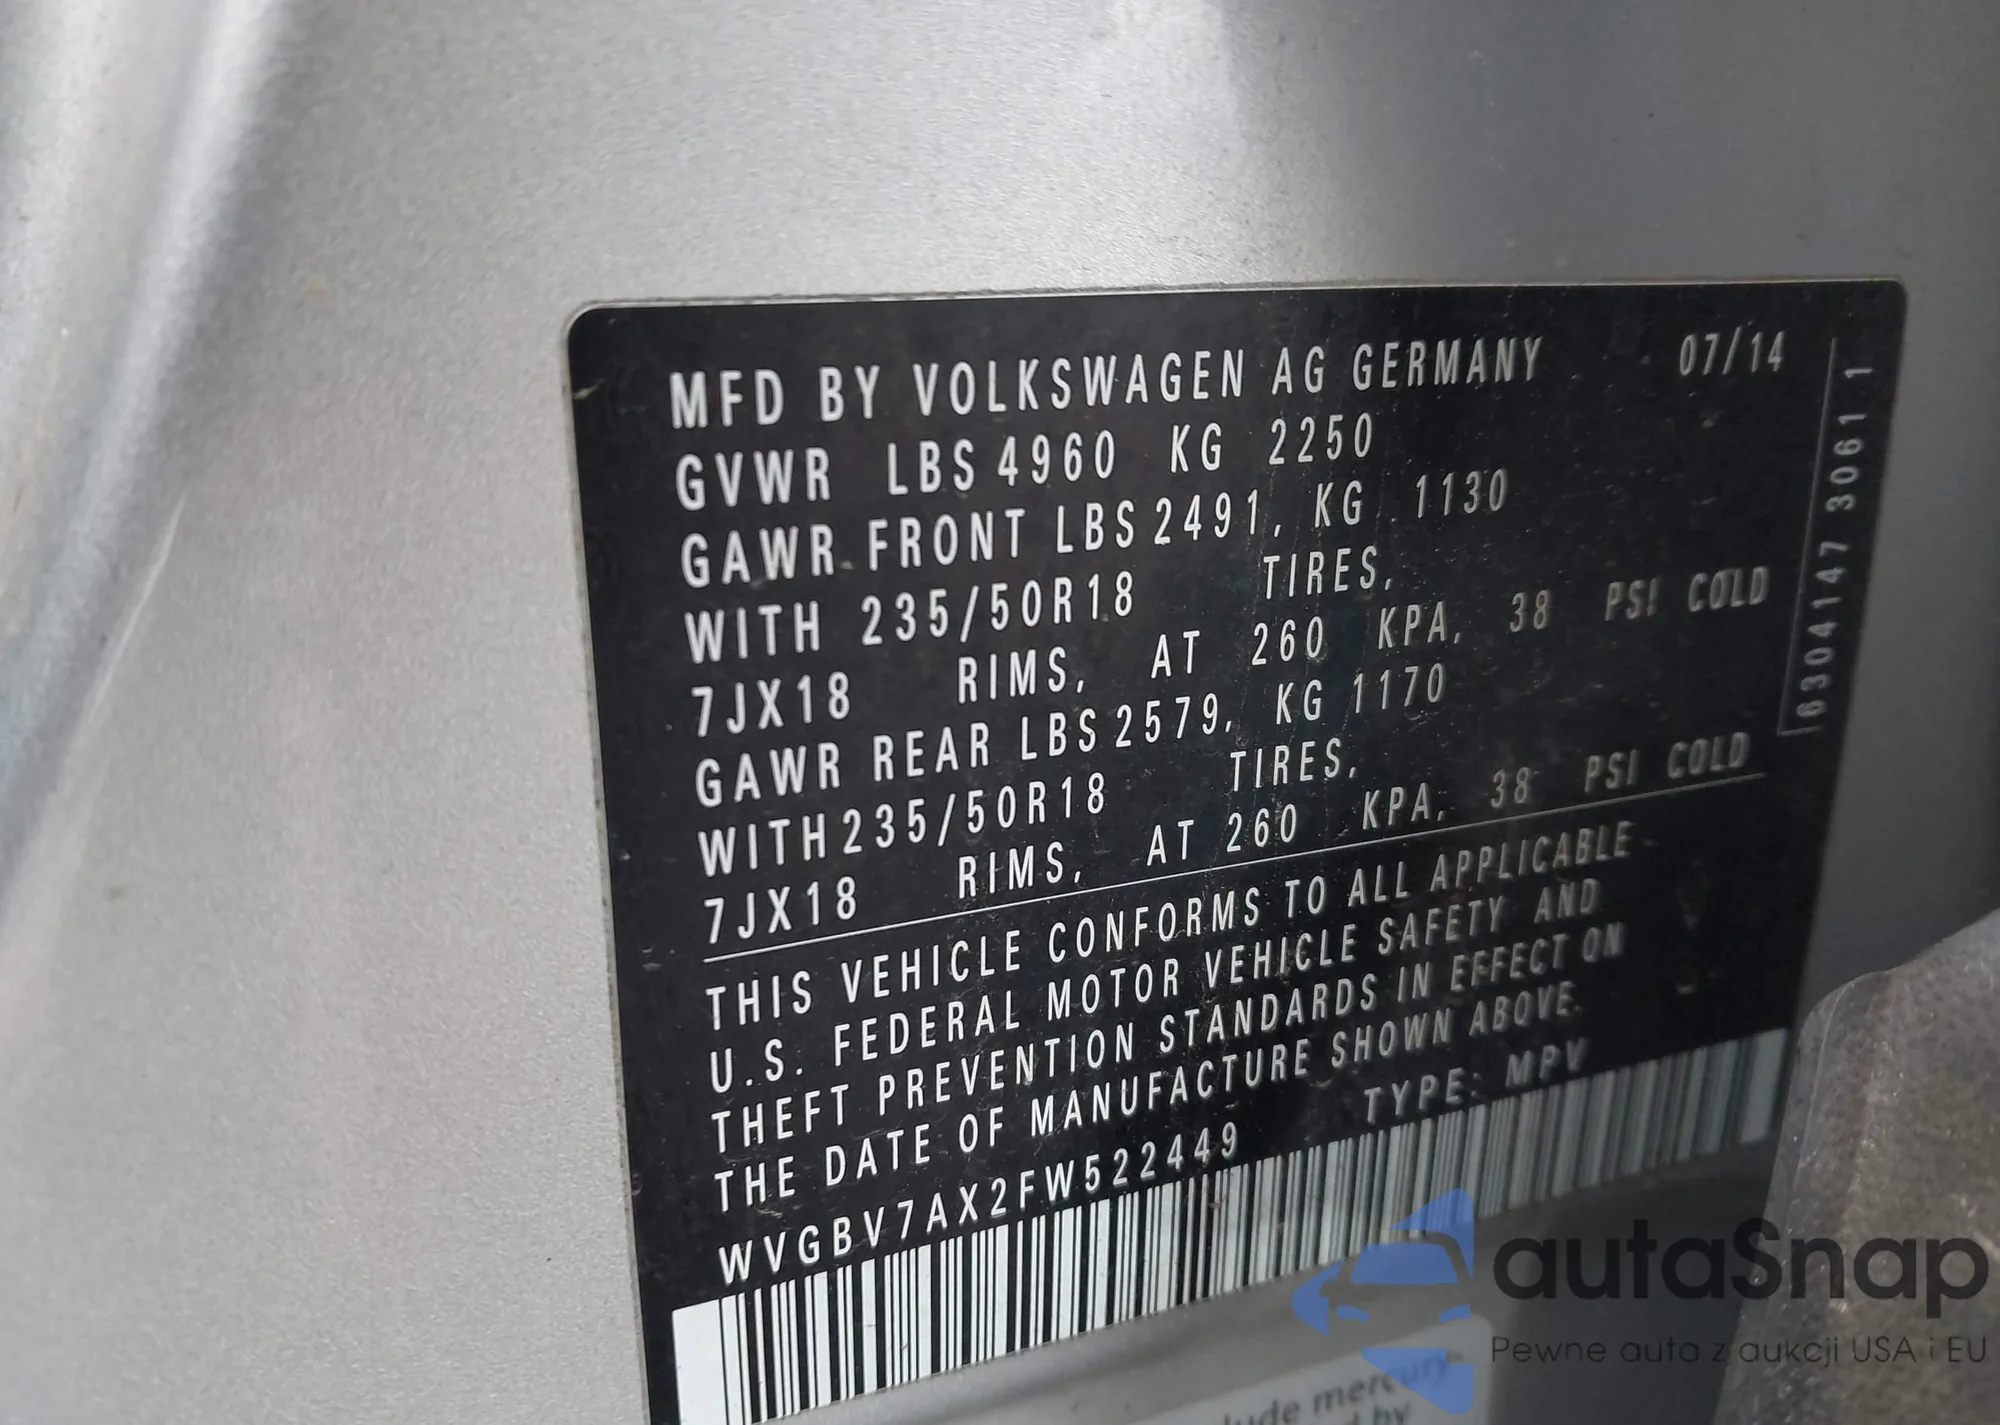 MFD BY VOLKSWAGEN AG GERMANY 07/14
GVWR LBS 4960 KG 2250
GAWR FRONT LBS 2491, KG 1130
WITH 235/50R18 TIRES,
7JX18 RIMS, AT 260 KPA, 38 PSI COLD
GAWR REAR LBS 2579, KG 1170
WITH 235/50R18 TIRES,
7JX18 RIMS, AT 260 KPA, 38 PSI COLD
THIS VEHICLE CONFORMS TO ALL APPLICABLE
U.S. FEDERAL MOTOR VEHICLE SAFETY AND
THEFT PREVENTION STANDARDS IN EFFECT ON
THE DATE OF MANUFACTURE SHOWN ABOVE.
WVGBV7AX2FW522449 TYPE: MPV
63041473061 1
autaSnap
Pewne auta z aukcji USA i EU
mercury
by